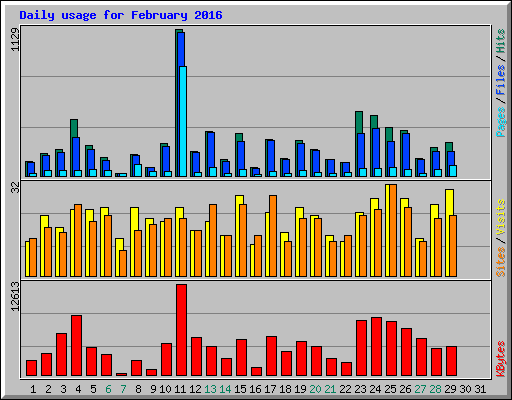 Daily usage for February 2016
1129
Pages / Files / Hits
32
Sites / Visits
12613
KBytes
1 2 3 4 5 6 7 8 9 10 11 12 13 14 15 16 17 18 19 20 21 22 23 24 25 26 27 28 29 30 31